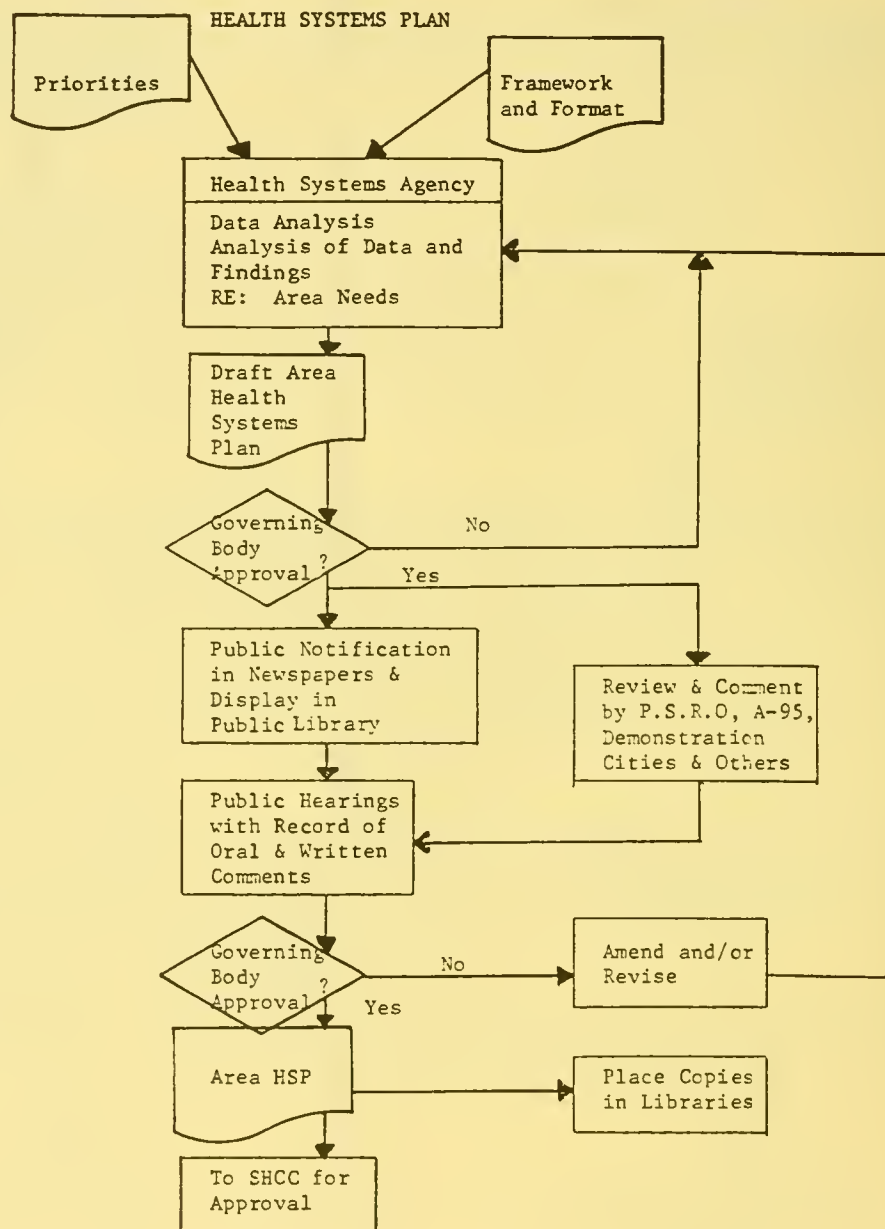 HEALTH SYSTEMS PLAN
Priorities
Framework
and Format
Health Systems Agency
Data Analysis
Analysis of Data and
Findings
RE: Area Needs
Draft Area
Health
Systems
Plan
Governing
Body
Approval?
No
Yes
Public Notification
in Newspapers &
Display in
Public Library
Review & Comment
by P.S.R.O, A-95,
Demonstration
Cities & Others
Public Hearings
with Record of
Oral & Written
Comments
Governing
Body
Approval?
No
Yes
Amend and/or
Revise
Area HSP
Place Copies
in Libraries
To SHCC for
Approval